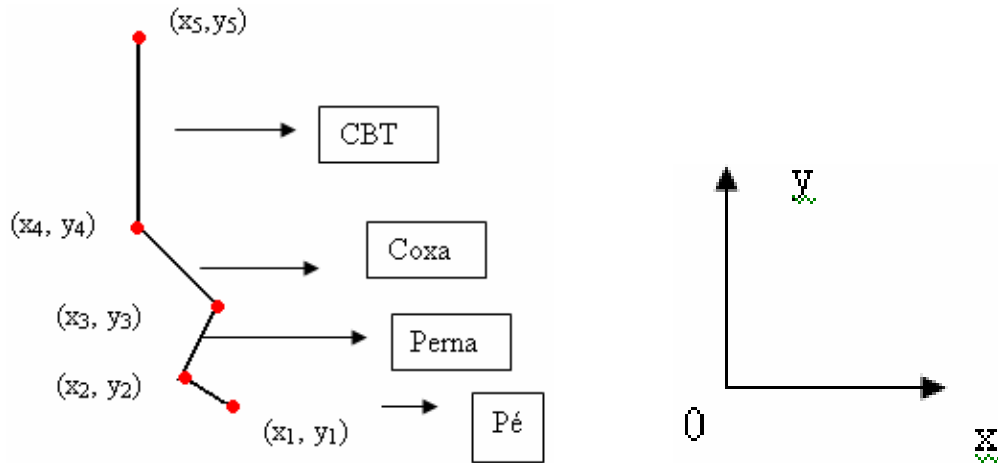 (x₅,y₅)
CBT
(x₄, y₄)
Coxa
(x₃, y₃)
Perna
(x₂, y₂)
Pé
(x₁, y₁)
y
0
x